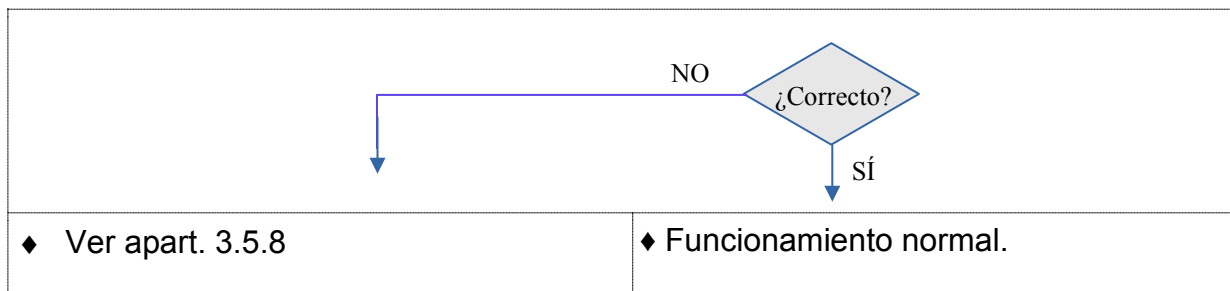 NO
¿Correcto?
SÍ
♦ Ver apart. 3.5.8
♦ Funcionamiento normal.